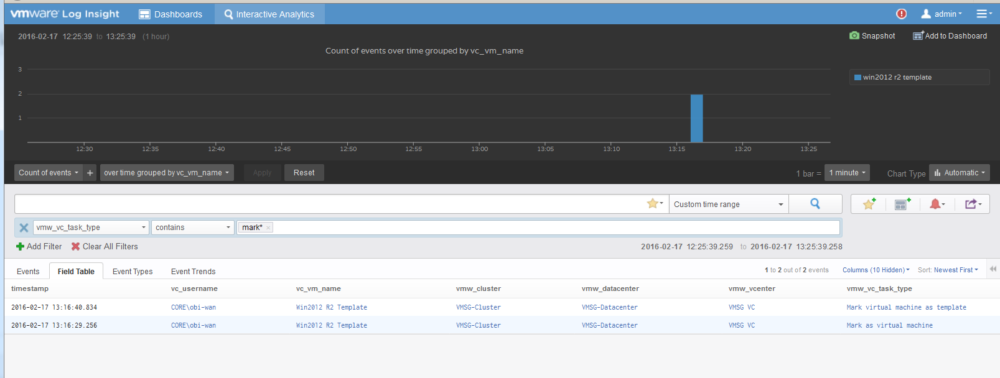 vmware Log Insight Dashboards Interactive Analytics admin
2016-02-17 12:25:39 to 13:25:39 (1 hour) Snapshot Add to Dashboard
Count of events over time grouped by vc_vm_name
3
win2012 r2 template
2
1
12:30 12:35 12:40 12:45 12:50 12:55 13:00 13:05 13:10 13:15 13:20 13:25
Count of events + over time grouped by vc_vm_name Apply Reset 1 bar = 1 minute Chart Type Automatic
Custom time range
vmw_vc_task_type contains mark* ×
Add Filter Clear All Filters 2016-02-17 12:25:39.259 to 2016-02-17 13:25:39.258
Events Field Table Event Types Event Trends 1 to 2 out of 2 events Columns (10 Hidden) Sort: Newest First
timestamp vc_username vc_vm_name vmw_cluster vmw_datacenter vmw_vcenter vmw_vc_task_type
2016-02-17 13:16:40.834 CORE\obi-wan Win2012 R2 Template VMSG-Cluster VMSG-Datacenter VMSG VC Mark virtual machine as template
2016-02-17 13:16:29.256 CORE\obi-wan Win2012 R2 Template VMSG-Cluster VMSG-Datacenter VMSG VC Mark as virtual machine